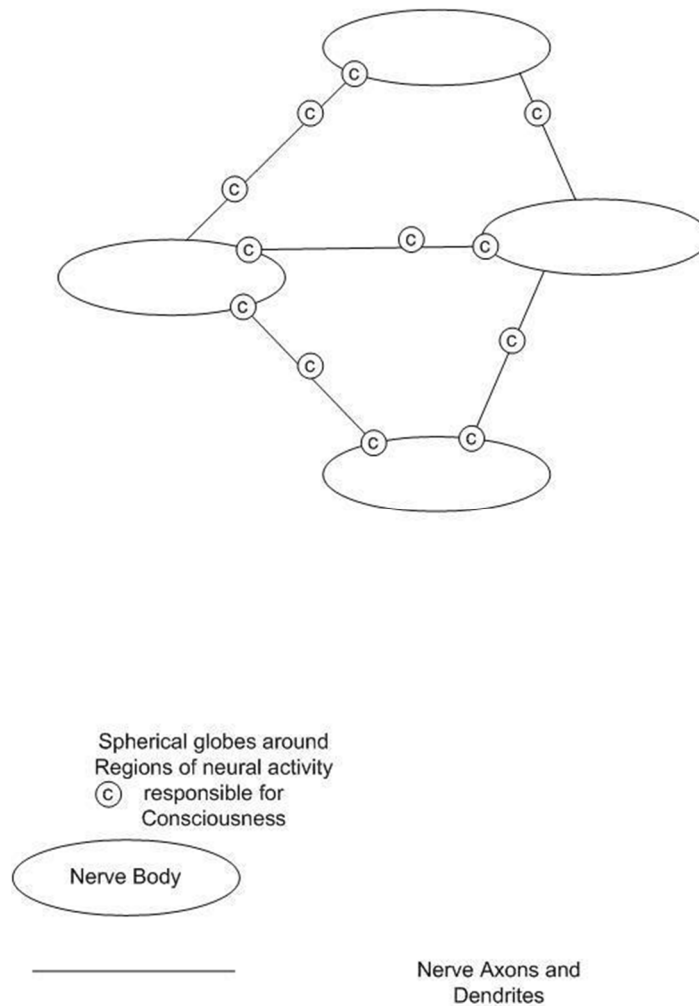 C
C
C
C
C
C
C
C
C
C
C
C
C
Spherical globes around
Regions of neural activity
C responsible for
Consciousness
Nerve Body
Nerve Axons and
Dendrites